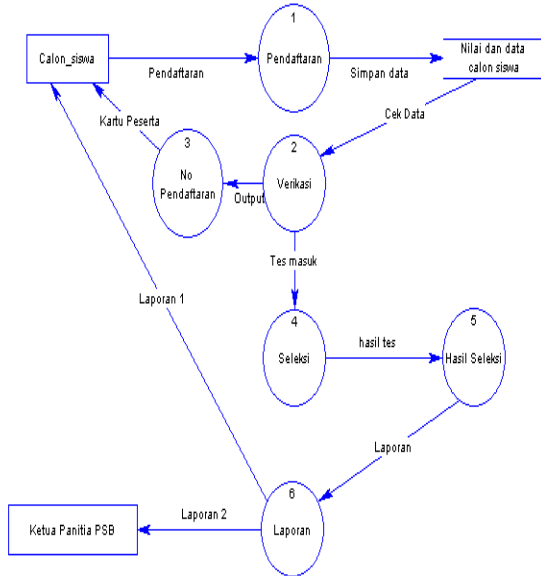 1
Calon_siswa
Pendaftaran
Nilai dan data
calon siswa
Pendaftaran
Simpan data
Kartu Peserta
Cek Data
3
No
Pendaftaran
2
Verikasi
Output
Tes masuk
Laporan 1
4
Seleksi
hasil tes
5
Hasil Seleksi
Laporan
6
Laporan
Laporan 2
Ketua Panitia PSB